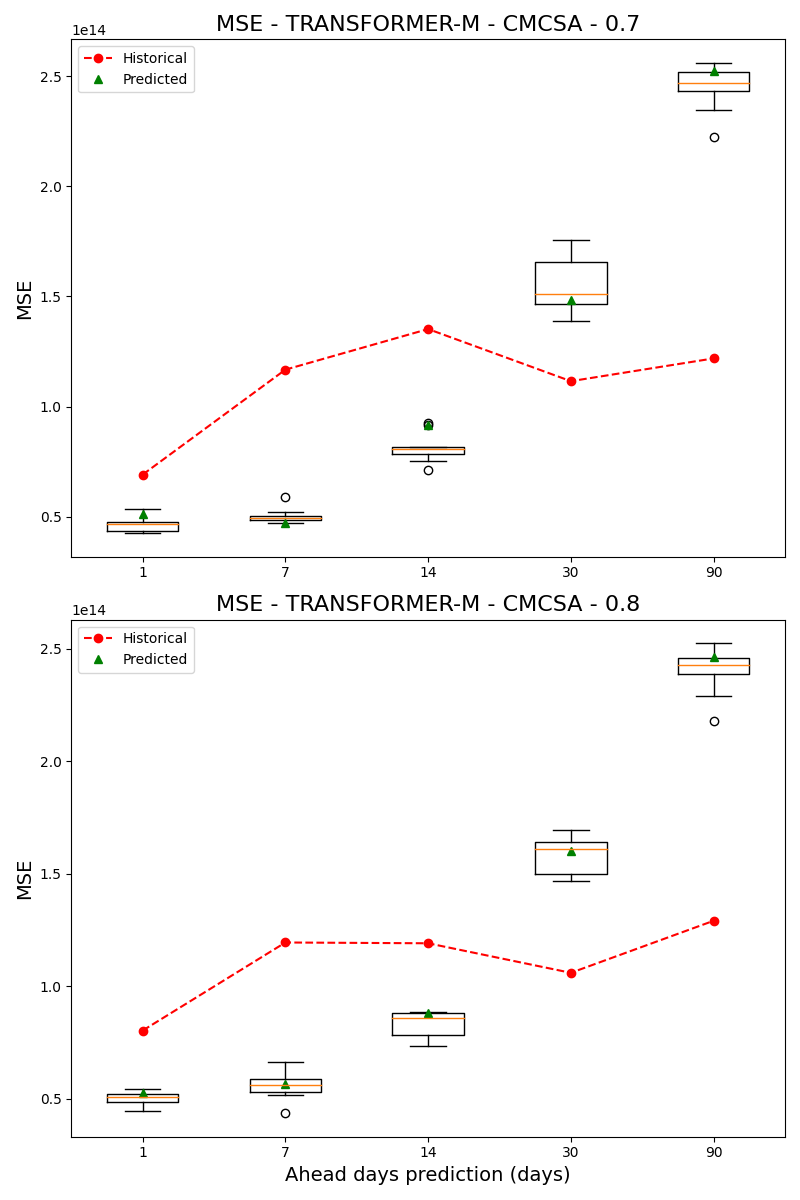 MSE - TRANSFORMER-M - CMCSA - 0.7
1e14
Historical
Predicted
2.5
2.0
1.5
1.0
0.5
MSE
1 7 14 30 90
MSE - TRANSFORMER-M - CMCSA - 0.8
1e14
Historical
Predicted
2.5
2.0
1.5
1.0
0.5
MSE
1 7 14 30 90
Ahead days prediction (days)